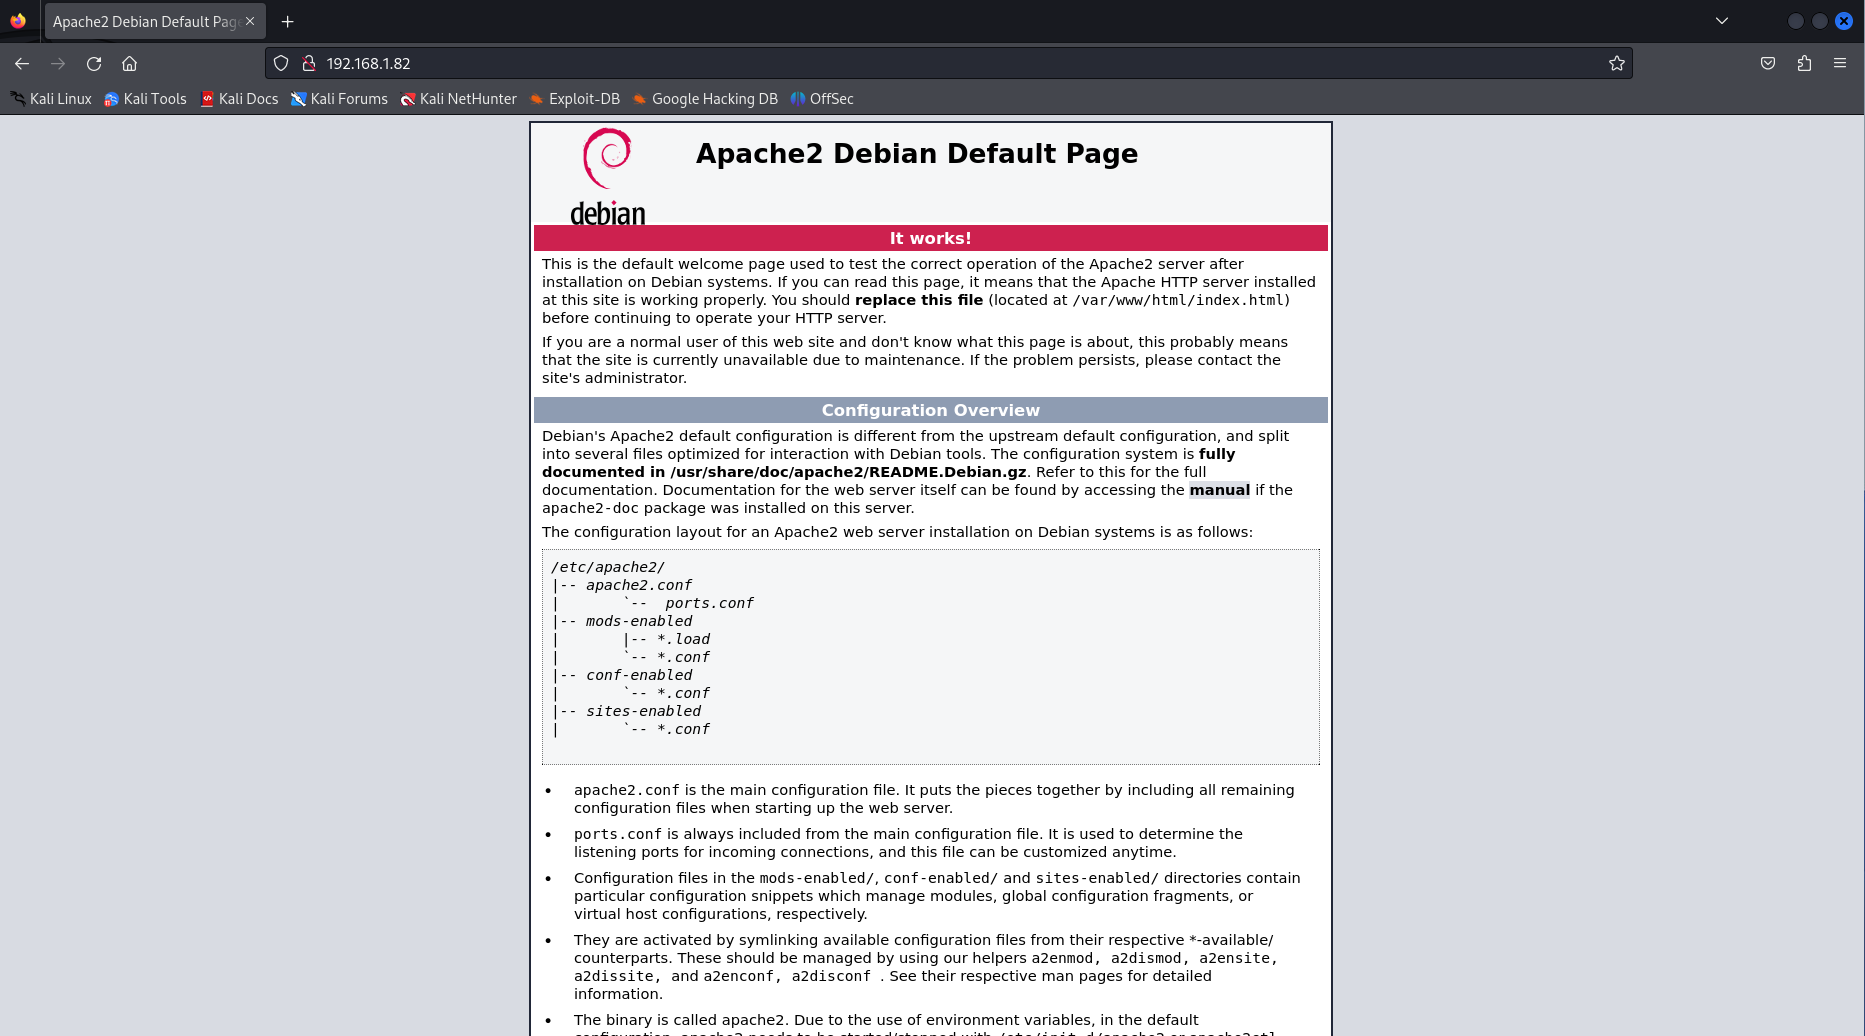 Apache2 Debian Default Pag
192.168.1.82
Kali Linux Kali Tools Kali Docs Kali Forums Kali NetHunter Exploit-DB Google Hacking DB OffSec
debian
Apache2 Debian Default Page
It works!
This is the default welcome page used to test the correct operation of the Apache2 server after
installation on Debian systems. If you can read this page, it means that the Apache HTTP server installed
at this site is working properly. You should replace this file (located at /var/www/html/index.html)
before continuing to operate your HTTP server.
If you are a normal user of this web site and don't know what this page is about, this probably means
that the site is currently unavailable due to maintenance. If the problem persists, please contact the
site's administrator.
Configuration Overview
Debian's Apache2 default configuration is different from the upstream default configuration, and split
into several files optimized for interaction with Debian tools. The configuration system is fully
documented in /usr/share/doc/apache2/README.Debian.gz. Refer to this for the full
documentation. Documentation for the web server itself can be found by accessing the manual if the
apache2-doc package was installed on this server.
The configuration layout for an Apache2 web server installation on Debian systems is as follows:
/etc/apache2/
|-- apache2.conf
|       `--  ports.conf
|-- mods-enabled
|       |-- *.load
|       `-- *.conf
|-- conf-enabled
|       `-- *.conf
|-- sites-enabled
|       `-- *.conf
• apache2.conf is the main configuration file. It puts the pieces together by including all remaining
configuration files when starting up the web server.
• ports.conf is always included from the main configuration file. It is used to determine the
listening ports for incoming connections, and this file can be customized anytime.
• Configuration files in the mods-enabled/, conf-enabled/ and sites-enabled/ directories contain
particular configuration snippets which manage modules, global configuration fragments, or
virtual host configurations, respectively.
• They are activated by symlinking available configuration files from their respective *-available/
counterparts. These should be managed by using our helpers a2enmod, a2dismod, a2ensite,
a2dissite, and a2enconf, a2disconf . See their respective man pages for detailed
information.
• The binary is called apache2. Due to the use of environment variables, in the default
configuration, apache2 needs to be started/stopped with /etc/init.d/apache2 or apache2ctl